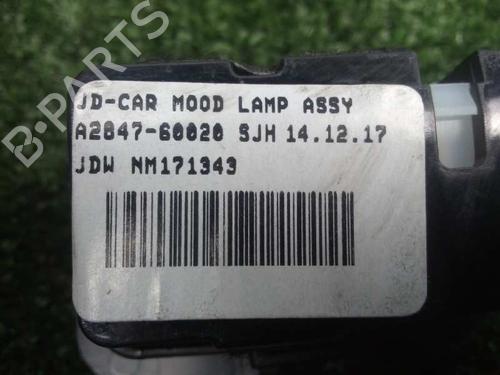 JD-CAR MOOD LAMP ASSY
A2847-60020 SJH 14.12.17
JDW NM171343
B-PARTS